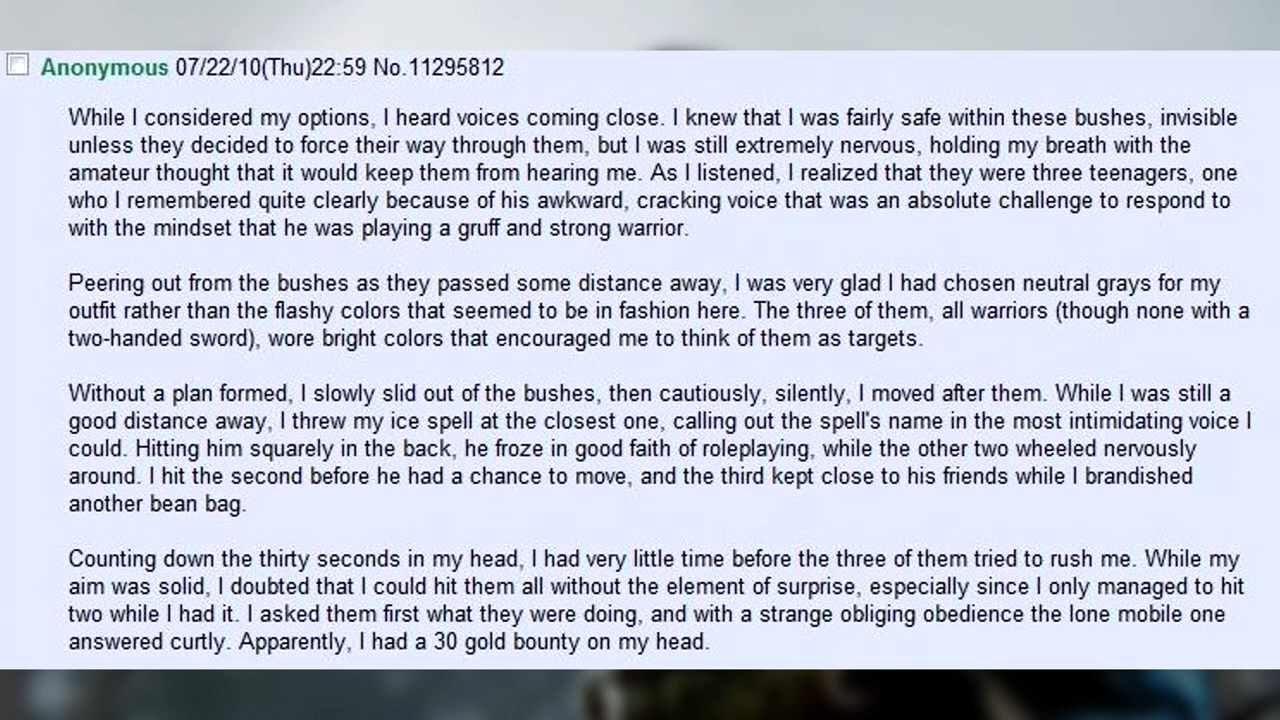 Anonymous 07/22/10(Thu)22:59 No.11295812
While I considered my options, I heard voices coming close. I knew that I was fairly safe within these bushes, invisible
unless they decided to force their way through them, but I was still extremely nervous, holding my breath with the
amateur thought that it would keep them from hearing me. As I listened, I realized that they were three teenagers, one
who I remembered quite clearly because of his awkward, cracking voice that was an absolute challenge to respond to
with the mindset that he was playing a gruff and strong warrior.
Peering out from the bushes as they passed some distance away, I was very glad I had chosen neutral grays for my
outfit rather than the flashy colors that seemed to be in fashion here. The three of them, all warriors (though none with a
two-handed sword), wore bright colors that encouraged me to think of them as targets.
Without a plan formed, I slowly slid out of the bushes, then cautiously, silently, I moved after them. While I was still a
good distance away, I threw my ice spell at the closest one, calling out the spell's name in the most intimidating voice I
could. Hitting him squarely in the back, he froze in good faith of roleplaying, while the other two wheeled nervously
around. I hit the second before he had a chance to move, and the third kept close to his friends while I brandished
another bean bag.
Counting down the thirty seconds in my head, I had very little time before the three of them tried to rush me. While my
aim was solid, I doubted that I could hit them all without the element of surprise, especially since I only managed to hit
two while I had it. I asked them first what they were doing, and with a strange obliging obedience the lone mobile one
answered curtly. Apparently, I had a 30 gold bounty on my head.